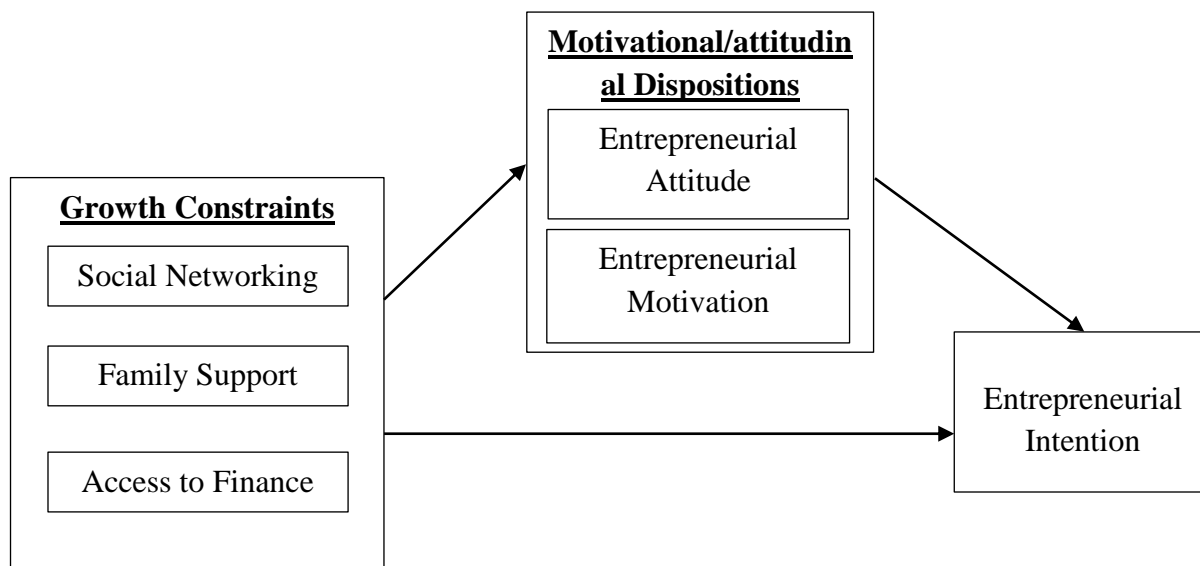 Motivational/attitudin
al Dispositions
Entrepreneurial
Attitude
Entrepreneurial
Motivation
Growth Constraints
Social Networking
Family Support
Access to Finance
Entrepreneurial
Intention